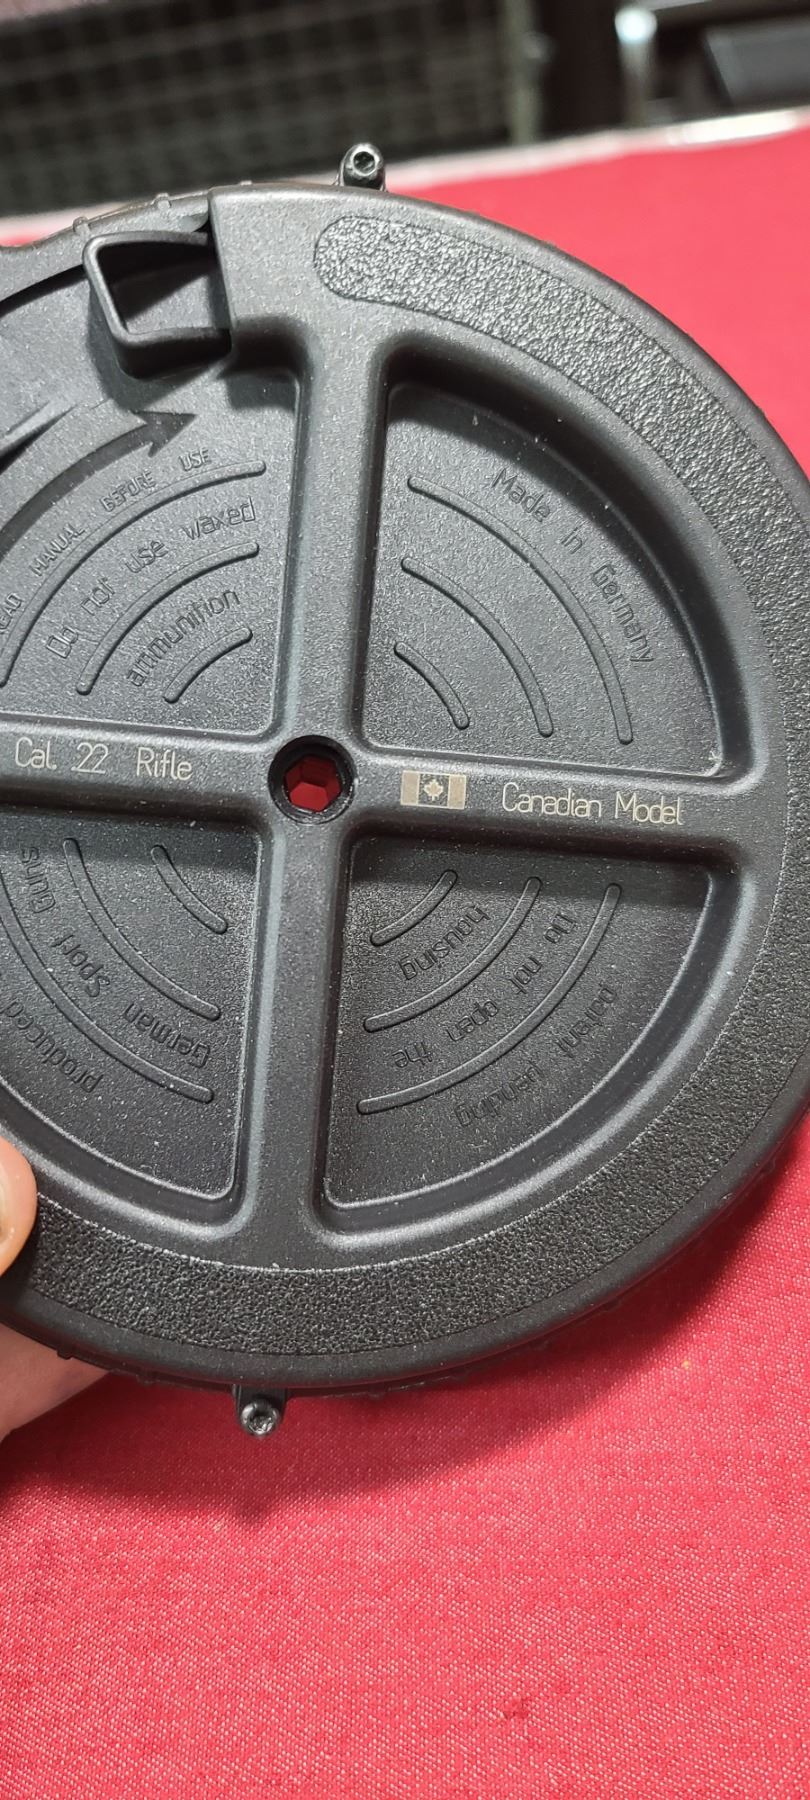 MANUAL BEFORE USE
Do not use waxed
ammunition
Made in Germany
Cal. .22 Rifle
Canadian Model
produced
German Sport Guns
Do not open the
housing
patent pending